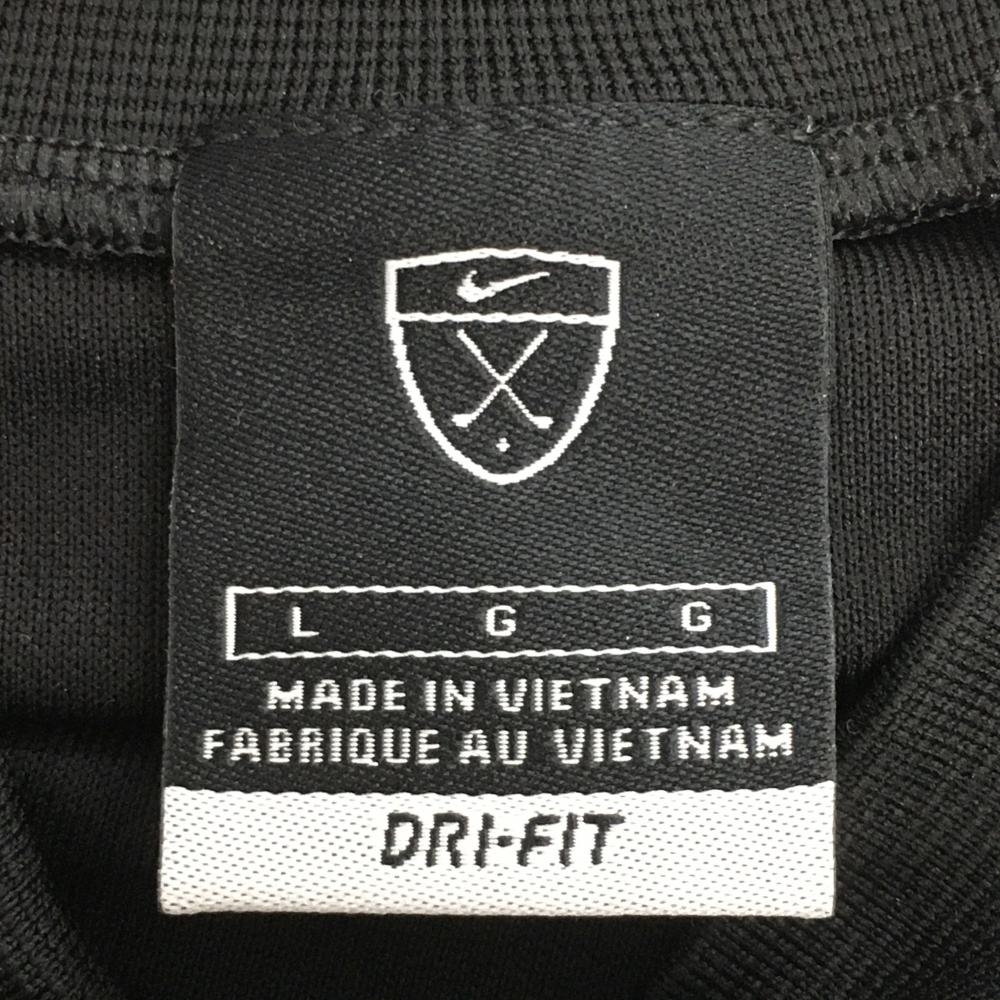 L G G
MADE IN VIETNAM
FABRIQUE AU VIETNAM
DRI-FIT